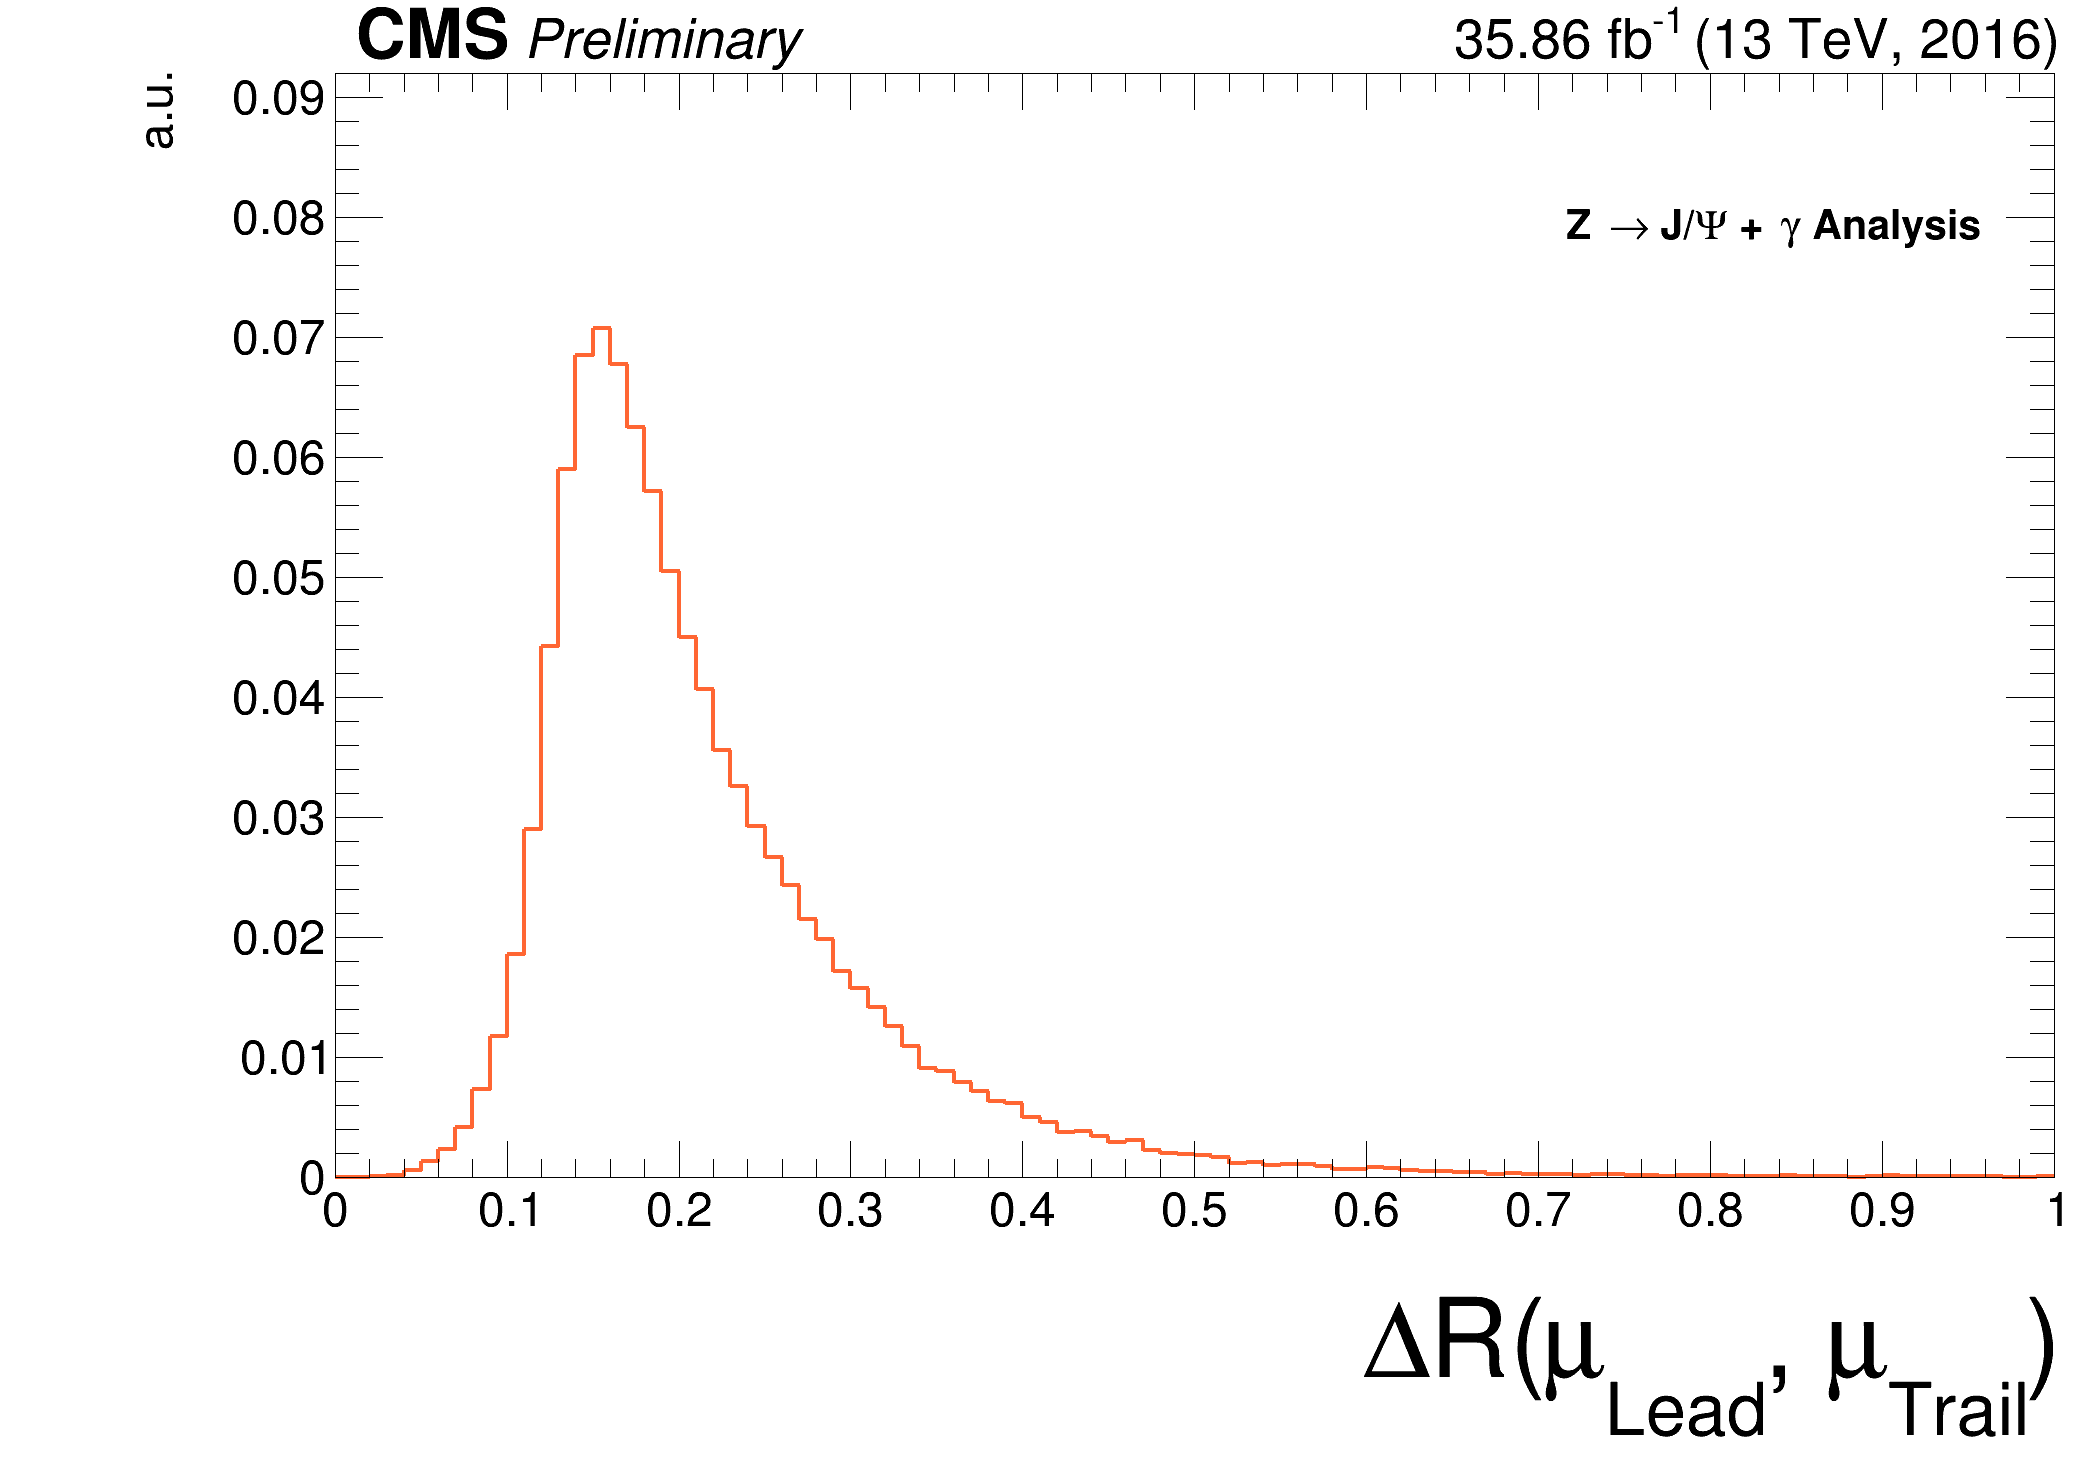 CMS Preliminary 35.86 fb-1 (13 TeV, 2016)
a.u.
0.09
0.08
Z → J/Ψ + γ Analysis
0.07
0.06
0.05
0.04
0.03
0.02
0.01
0
0 0.1 0.2 0.3 0.4 0.5 0.6 0.7 0.8 0.9 1
ΔR(μLead, μTrail)